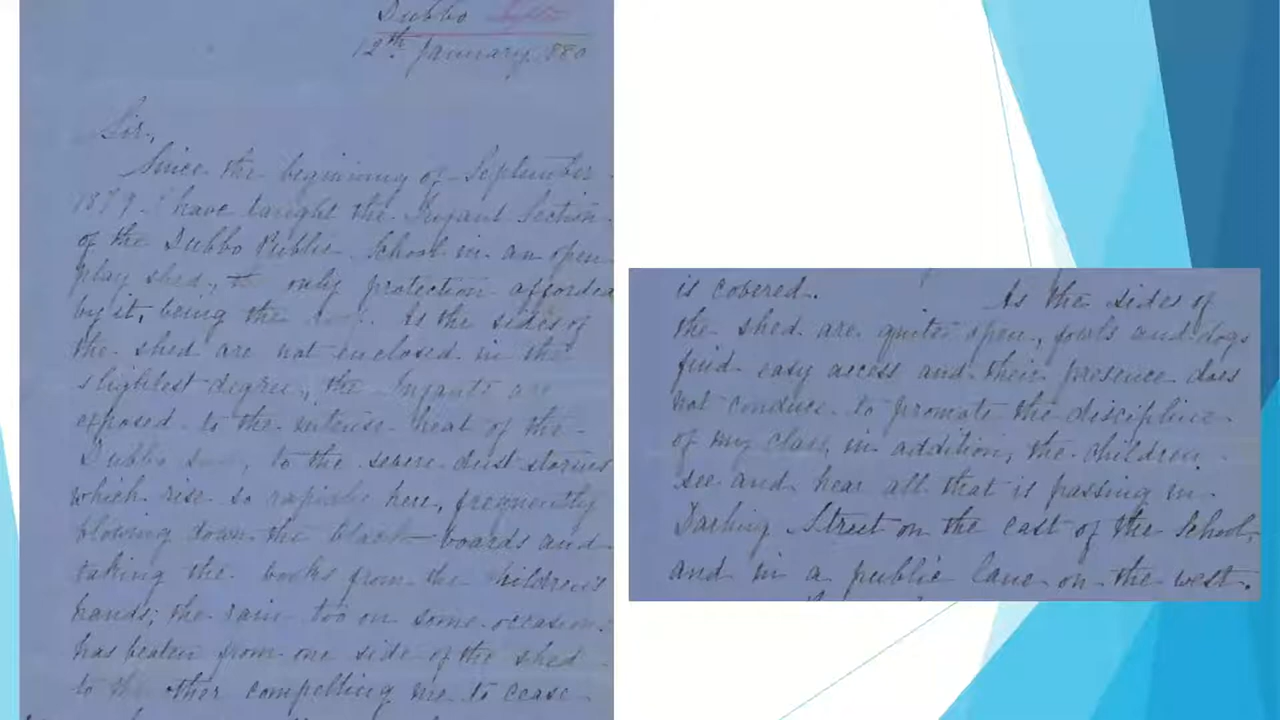 Dubbo
12th January, 1880
Sir,
Since the beginning of September
1879 I have taught the Infant Section
of the Dubbo Public School in an open
play shed, the only protection afforded
by it, being the roof. As the sides of
the shed are not enclosed in the
slightest degree, the Infants are
exposed to the intense heat of the
Dubbo sun, to the severe dust storms
which rise so rapidly here, frequently
blowing down the black boards and
taking the books from the children's
hands; the rain too on some occasions
has beaten from one side of the shed
to the other compelling me to cease
is covered. As the sides of
the shed are quite open, fowls and dogs
find easy access and their presence does
not conduce to promote the discipline
of my class, in addition, the children
see and hear all that is passing in
Darling Street on the east of the School,
and in a public lane on the west.